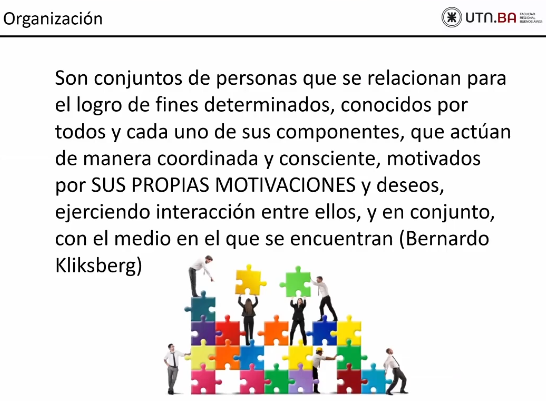 Organización
UTN.BA
FACULTAD
REGIONAL
BUENOS AIRES
Son conjuntos de personas que se relacionan para
el logro de fines determinados, conocidos por
todos y cada uno de sus componentes, que actúan
de manera coordinada y consciente, motivados
por SUS PROPIAS MOTIVACIONES y deseos,
ejerciendo interacción entre ellos, y en conjunto,
con el medio en el que se encuentran (Bernardo
Kliksberg)